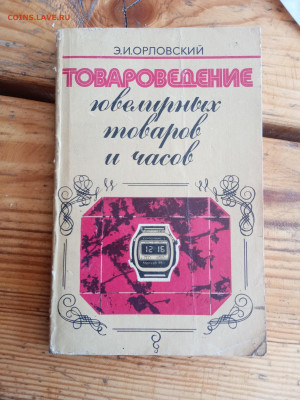 COINS.LAVE.RU
Э.И.ОРЛОВСКИЙ
ТОВАРОВЕДЕНИЕ
ювелирных
товаров
и часов
12 15